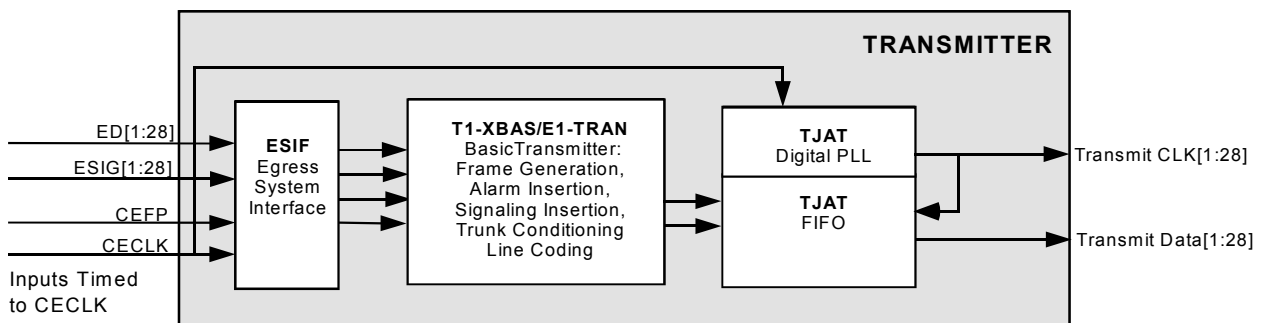 TRANSMITTER
ED[1:28]
ESIG[1:28]
CEFP
CECLK
Inputs Timed
to CECLK
ESIF
Egress
System
Interface
T1-XBAS/E1-TRAN
BasicTransmitter:
Frame Generation,
Alarm Insertion,
Signaling Insertion,
Trunk Conditioning
Line Coding
TJAT
Digital PLL
TJAT
FIFO
Transmit CLK[1:28]
Transmit Data[1:28]